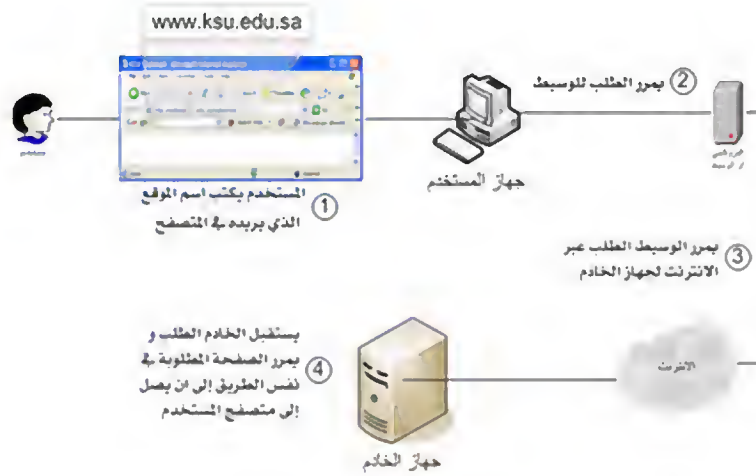 www.ksu.edu.sa
② يمرر الطلب للوسيط
جهاز المستخدم
① المستخدم يكتب اسم الموقع
الذي يريده في المتصفح
③ يمرر الوسيط الطلب عبر
الانترنت لجهاز الخادم
④ يستقبل الخادم الطلب و
يمرر الصفحة المطلوبة في
نفس الطريق إلى ان يصل
إلى متصفح المستخدم
الانترنت
جهاز الخادم